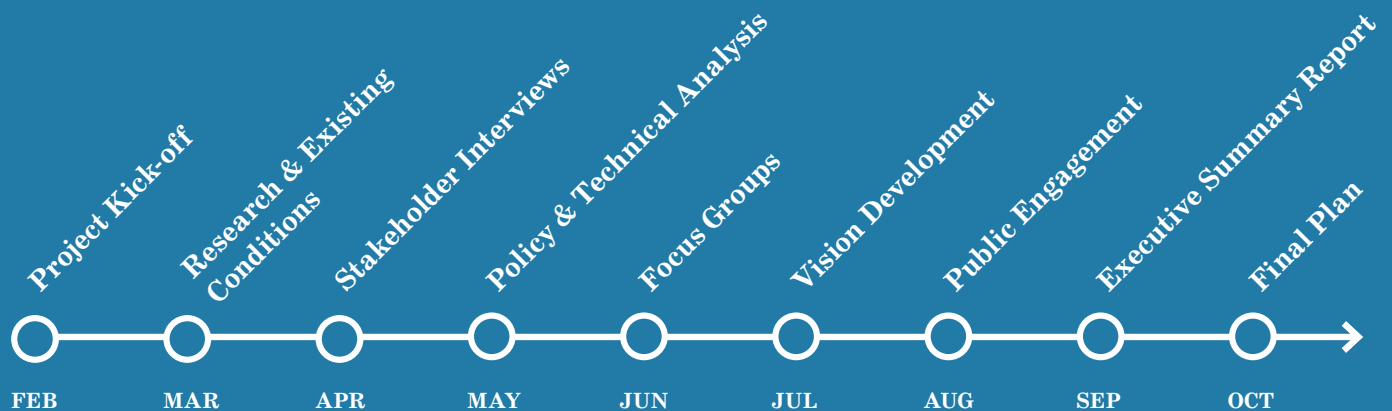 Project Kick-off
Research & Existing
Conditions
Stakeholder Interviews
Policy & Technical Analysis
Focus Groups
Vision Development
Public Engagement
Executive Summary Report
Final Plan
FEB
MAR
APR
MAY
JUN
JUL
AUG
SEP
OCT